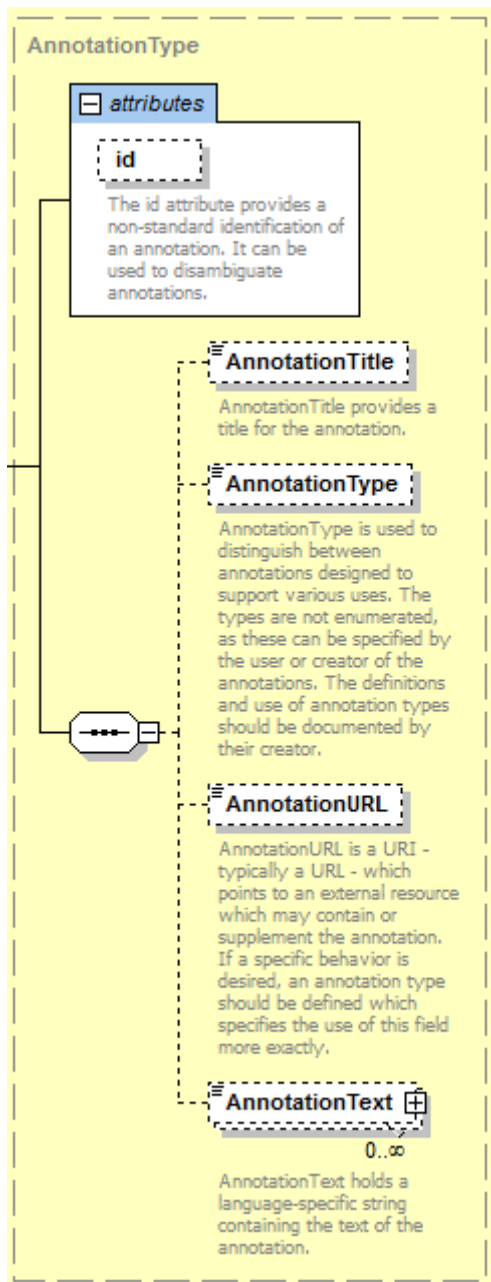 AnnotationType
attributes
id
The id attribute provides a
non-standard identification of
an annotation. It can be
used to disambiguate
annotations.
AnnotationTitle
AnnotationTitle provides a
title for the annotation.
AnnotationType
AnnotationType is used to
distinguish between
annotations designed to
support various uses. The
types are not enumerated,
as these can be specified by
the user or creator of the
annotations. The definitions
and use of annotation types
should be documented by
their creator.
AnnotationURL
AnnotationURL is a URI -
typically a URL - which
points to an external resource
which may contain or
supplement the annotation.
If a specific behavior is
desired, an annotation type
should be defined which
specifies the use of this field
more exactly.
AnnotationText
0..∞
AnnotationText holds a
language-specific string
containing the text of the
annotation.